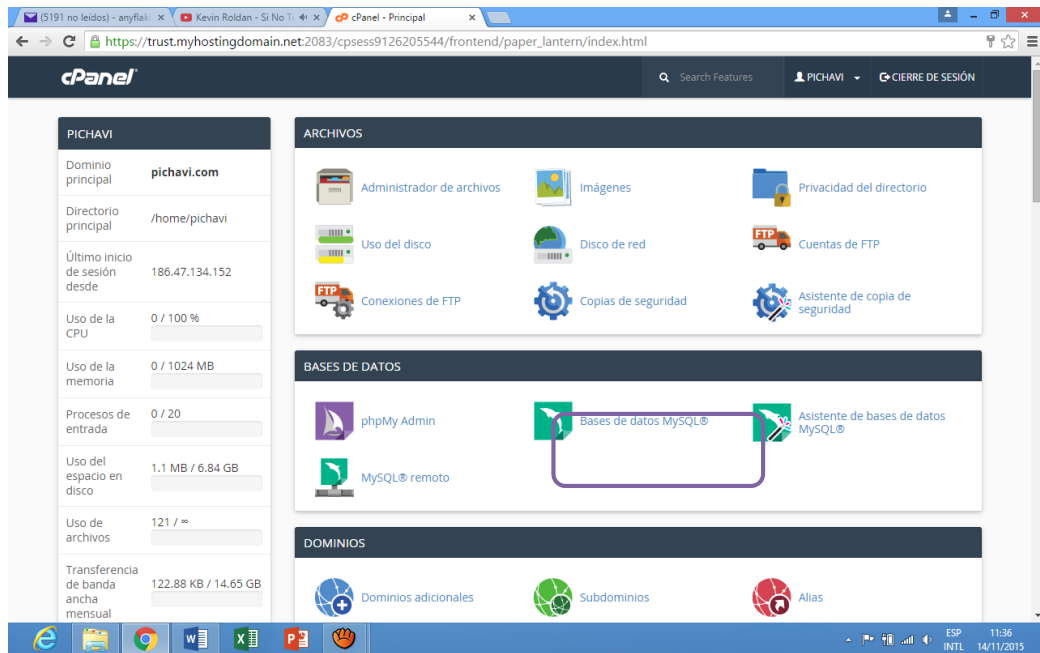 (5191 no leídos) - anyflak
Kevin Roldan - Si No T
cPanel - Principal
https://trust.myhostingdomain.net:2083/cpsess9126205544/frontend/paper_lantern/index.html
cPanel
Search Features
PICHAVI
CIERRE DE SESIÓN
PICHAVI
Dominio principal
pichavi.com
Directorio principal
/home/pichavi
Último inicio de sesión desde
186.47.134.152
Uso de la CPU
0 / 100 %
Uso de la memoria
0 / 1024 MB
Procesos de entrada
0 / 20
Uso del espacio en disco
1.1 MB / 6.84 GB
Uso de archivos
121 / ∞
Transferencia de banda ancha mensual
122.88 KB / 14.65 GB
ARCHIVOS
Administrador de archivos
Imágenes
Privacidad del directorio
Uso del disco
Disco de red
FTP
Cuentas de FTP
FTP
Conexiones de FTP
Copias de seguridad
Asistente de copia de
seguridad
BASES DE DATOS
phpMy Admin
Bases de datos MySQL®
Asistente de bases de datos
MySQL®
MySQL® remoto
DOMINIOS
Dominios adicionales
Subdominios
Alias
ESP
INTL
11:36
14/11/2015